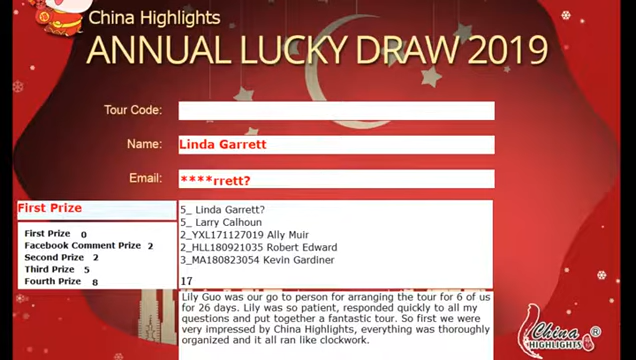 China Highlights
ANNUAL LUCKY DRAW 2019
Tour Code:
Name: Linda Garrett
Email: ****rrett?
First Prize
First Prize 0
Facebook Comment Prize 2
Second Prize 2
Third Prize 5
Fourth Prize 8
5_ Linda Garrett?
5_ Larry Calhoun
2_YXL171127019 Ally Muir
2_HLL180921035 Robert Edward
3_MA180823054 Kevin Gardiner
17
Lily Guo was our go to person for arranging the tour for 6 of us
for 26 days. Lily was so patient, responded quickly to all my
questions and put together a fantastic tour. So first we were
very impressed by China Highlights, everything was thoroughly
organized and it all ran like clockwork.
China
HIGHLIGHTS